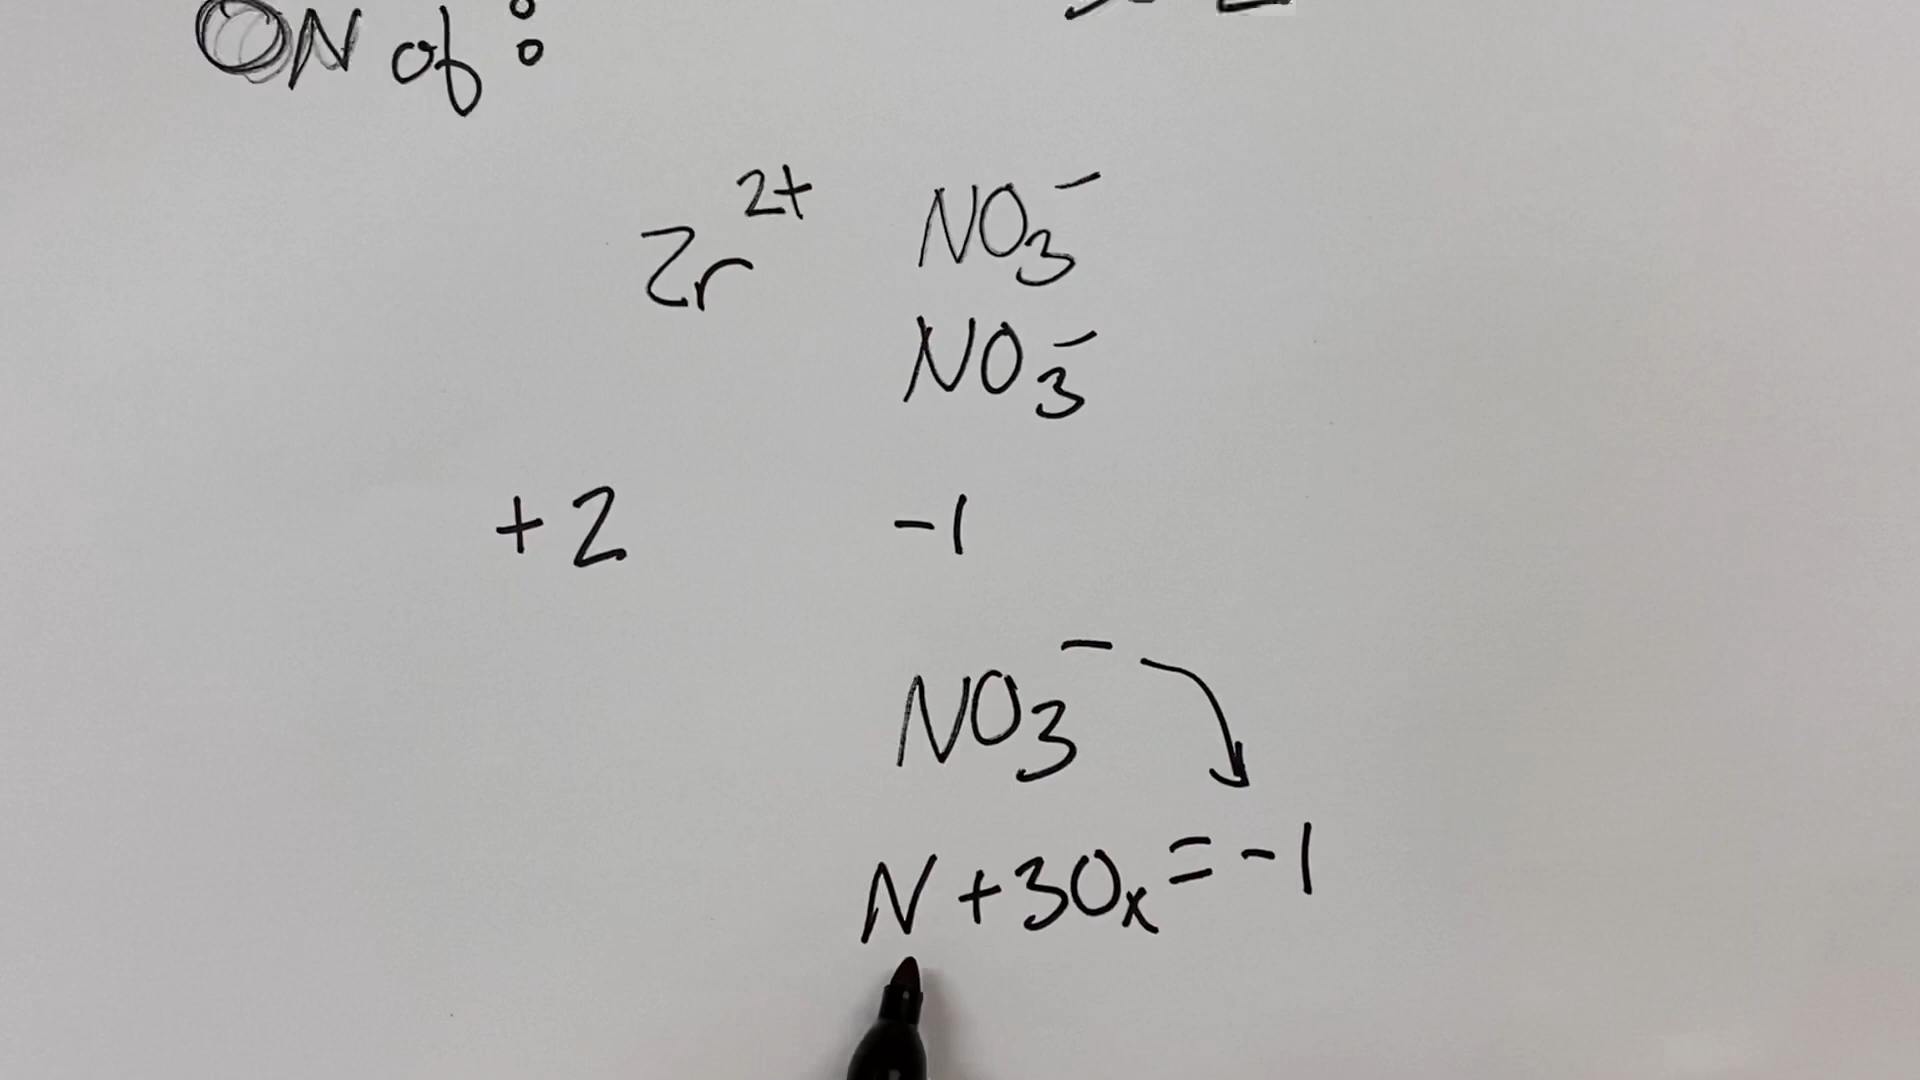 ON of :
Zr²⁺ NO₃⁻
NO₃⁻
+2 -1
NO₃⁻
N + 3Oₓ = -1